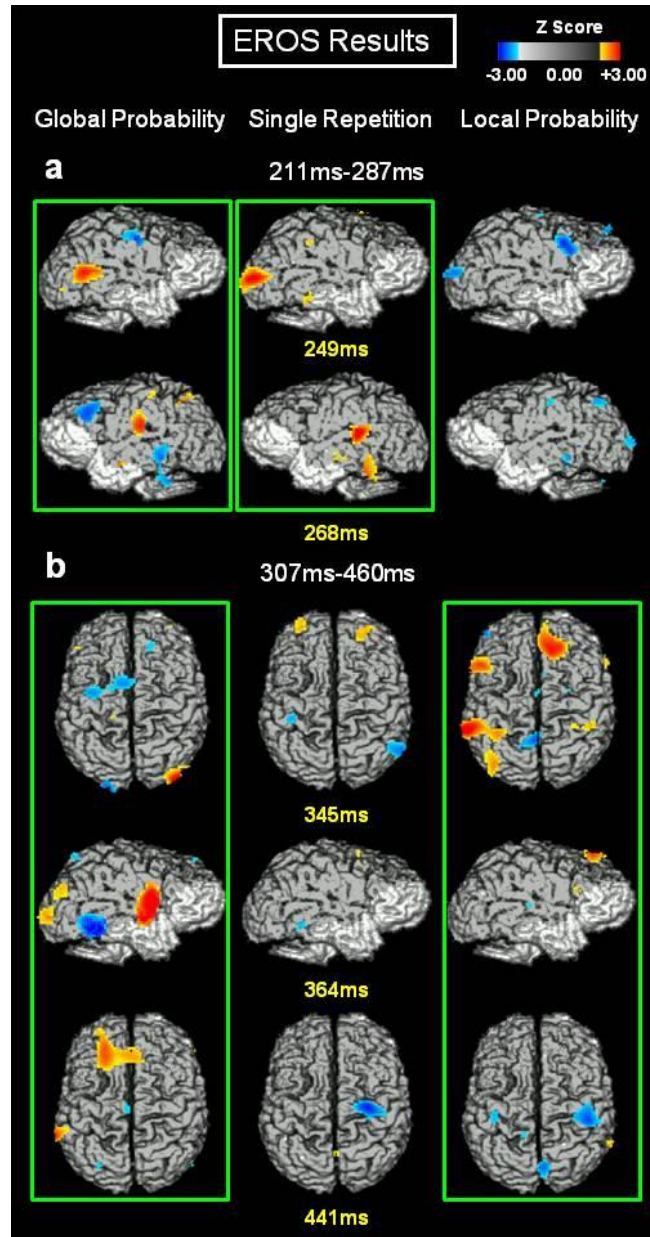 EROS Results
Z Score
-3.00 0.00 +3.00
Global Probability Single Repetition Local Probability
a 211ms-287ms
249ms
268ms
b 307ms-460ms
345ms
364ms
441ms